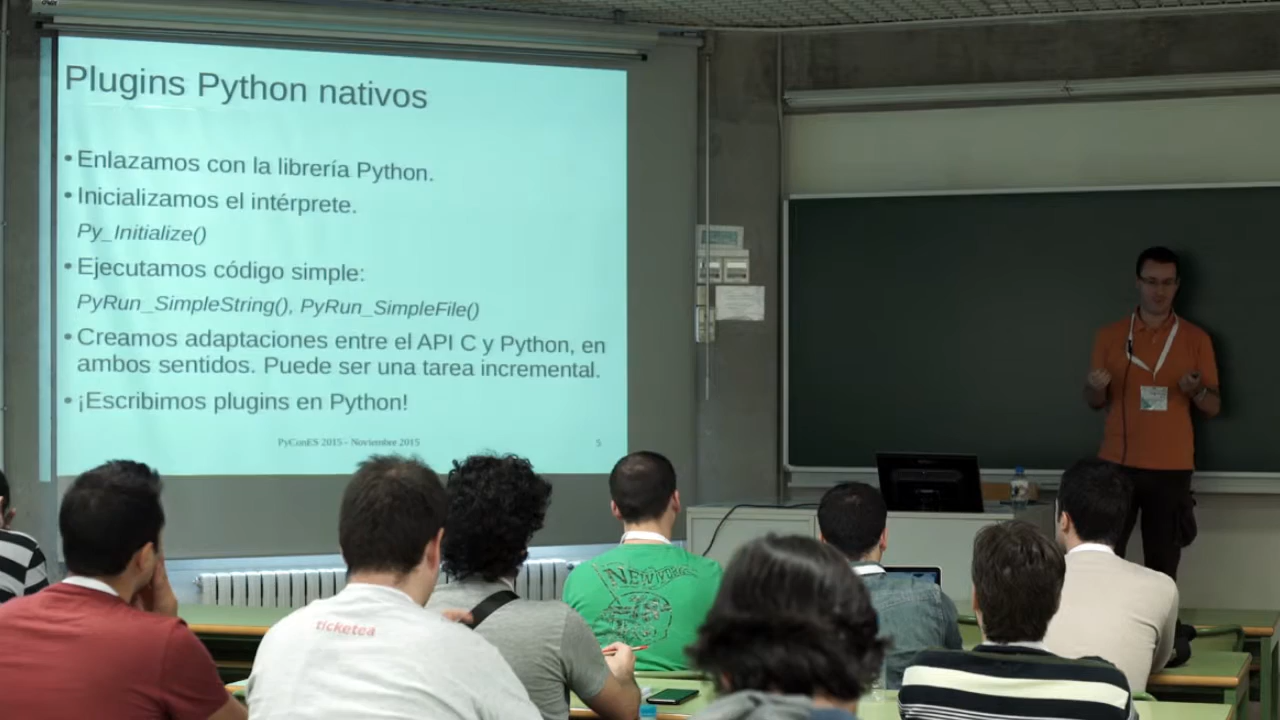 Plugins Python nativos
• Enlazamos con la librería Python.
• Inicializamos el intérprete.
Py_Initialize()
• Ejecutamos código simple:
PyRun_SimpleString(), PyRun_SimpleFile()
• Creamos adaptaciones entre el API C y Python, en
ambos sentidos. Puede ser una tarea incremental.
• ¡Escribimos plugins en Python!
PyConES 2015 - Noviembre 2015
5
ticketea